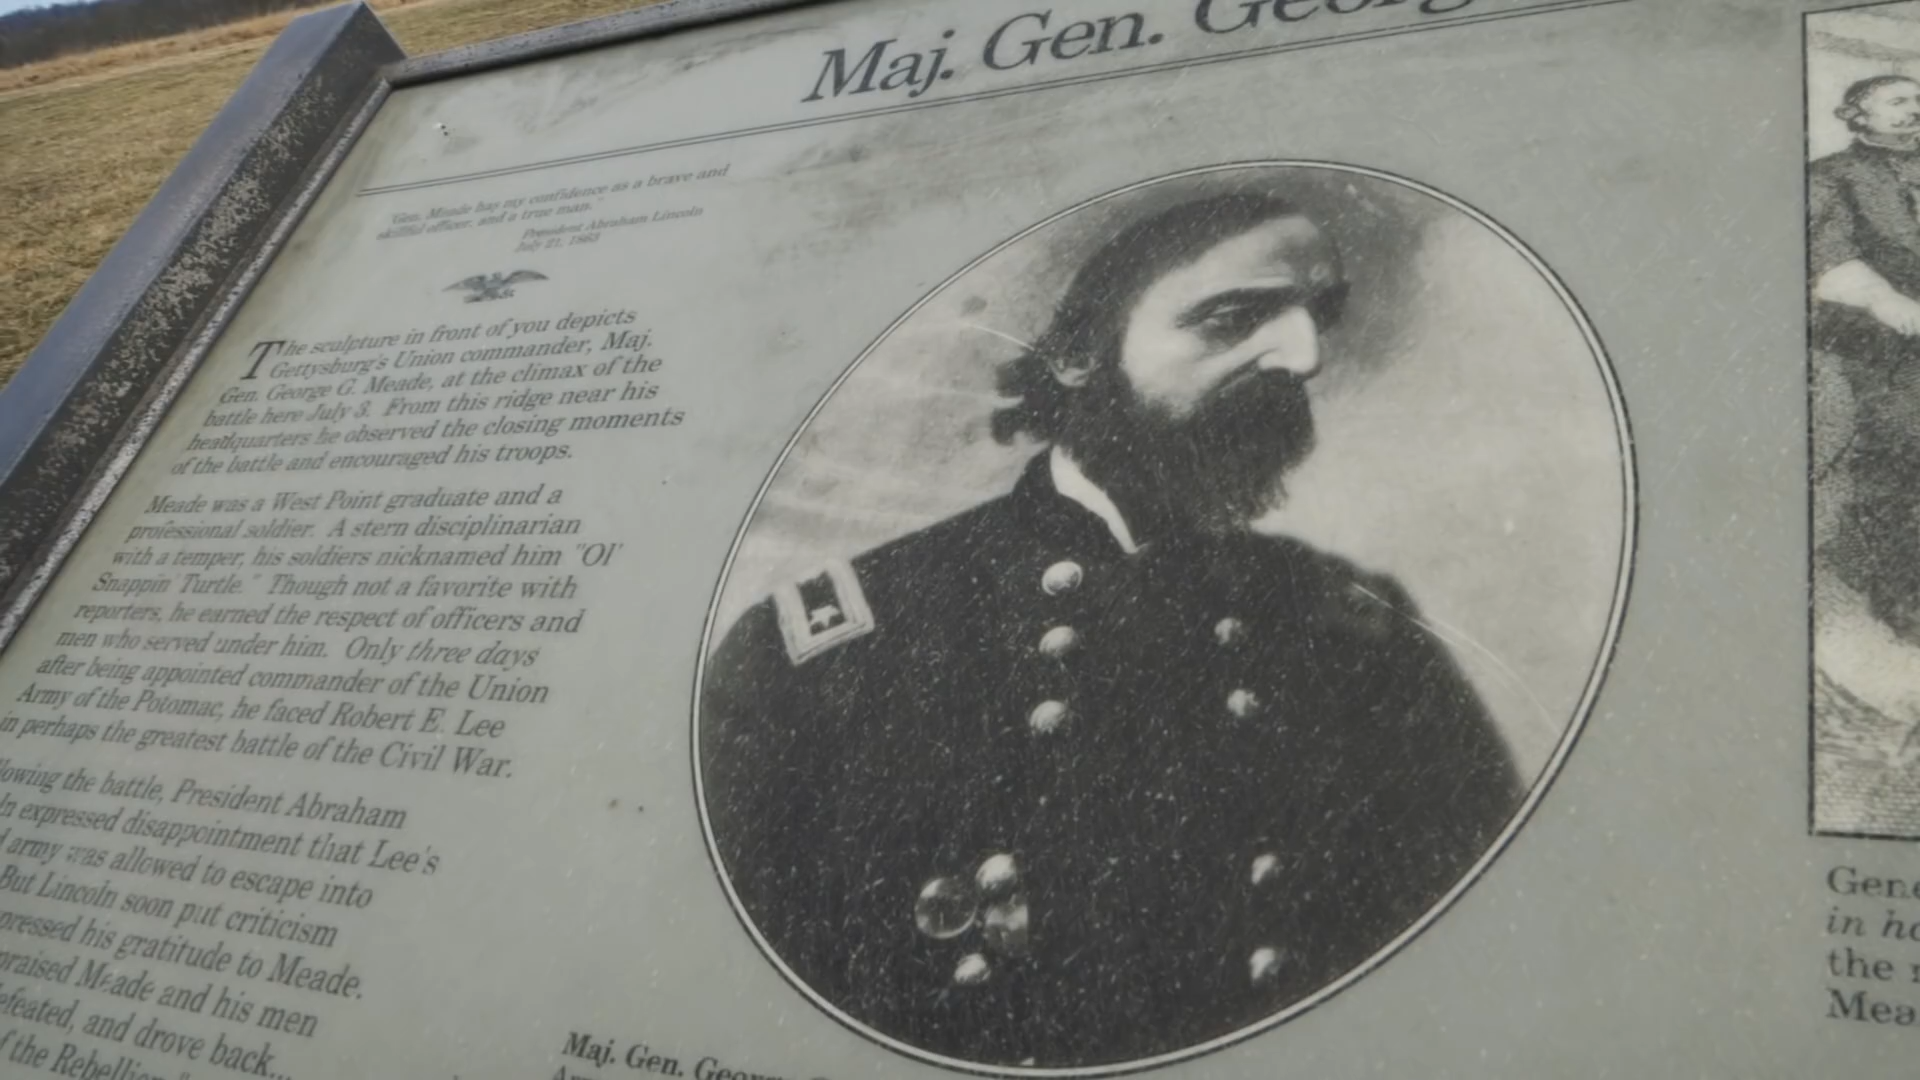 Maj. Gen. George
"Gen. Meade has my confidence as a brave and
skillful officer, and a true man."
President Abraham Lincoln
July 21, 1863
The sculpture in front of you depicts
Gettysburg's Union commander, Maj.
Gen. George G. Meade, at the climax of the
battle here July 3. From this ridge near his
headquarters he observed the closing moments
of the battle and encouraged his troops.
Meade was a West Point graduate and a
professional soldier. A stern disciplinarian
with a temper, his soldiers nicknamed him "Ol'
Snappin' Turtle." Though not a favorite with
reporters, he earned the respect of officers and
men who served under him. Only three days
after being appointed commander of the Union
Army of the Potomac, he faced Robert E. Lee
in perhaps the greatest battle of the Civil War.
lowing the battle, President Abraham
ln expressed disappointment that Lee's
army was allowed to escape into
But Lincoln soon put criticism
pressed his gratitude to Meade.
praised Meade and his men
efeated, and drove back...
f the Rebellion."
Maj. Gen. George
Gene
in ho
the
Mea